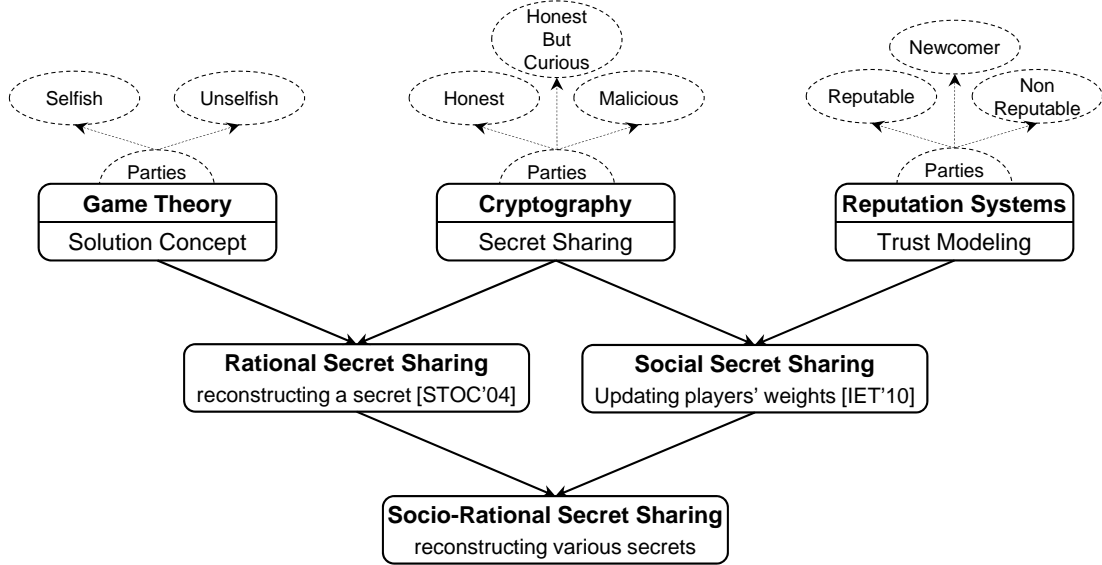 Honest
But
Curious
Newcomer
Selfish
Unselfish
Honest
Malicious
Reputable
Non
Reputable
Parties
Parties
Parties
Game Theory
Cryptography
Reputation Systems
Solution Concept
Secret Sharing
Trust Modeling
Rational Secret Sharing
reconstructing a secret [STOC’04]
Social Secret Sharing
Updating players’ weights [IET’10]
Socio-Rational Secret Sharing
reconstructing various secrets